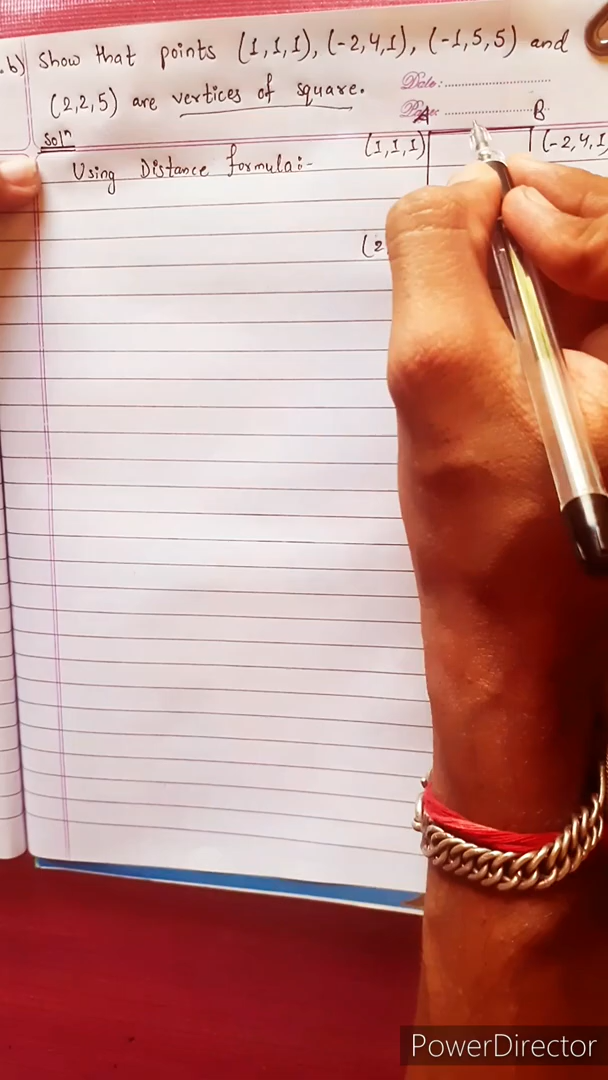 .b) Show that points (1,1,1), (-2,4,1), (-1,5,5) and
(2,2,5) are vertices of square.
Date:
Page:
A B
Solⁿ
Using Distance formula:-
(1,1,1) (-2,4,1)
(2,
PowerDirector